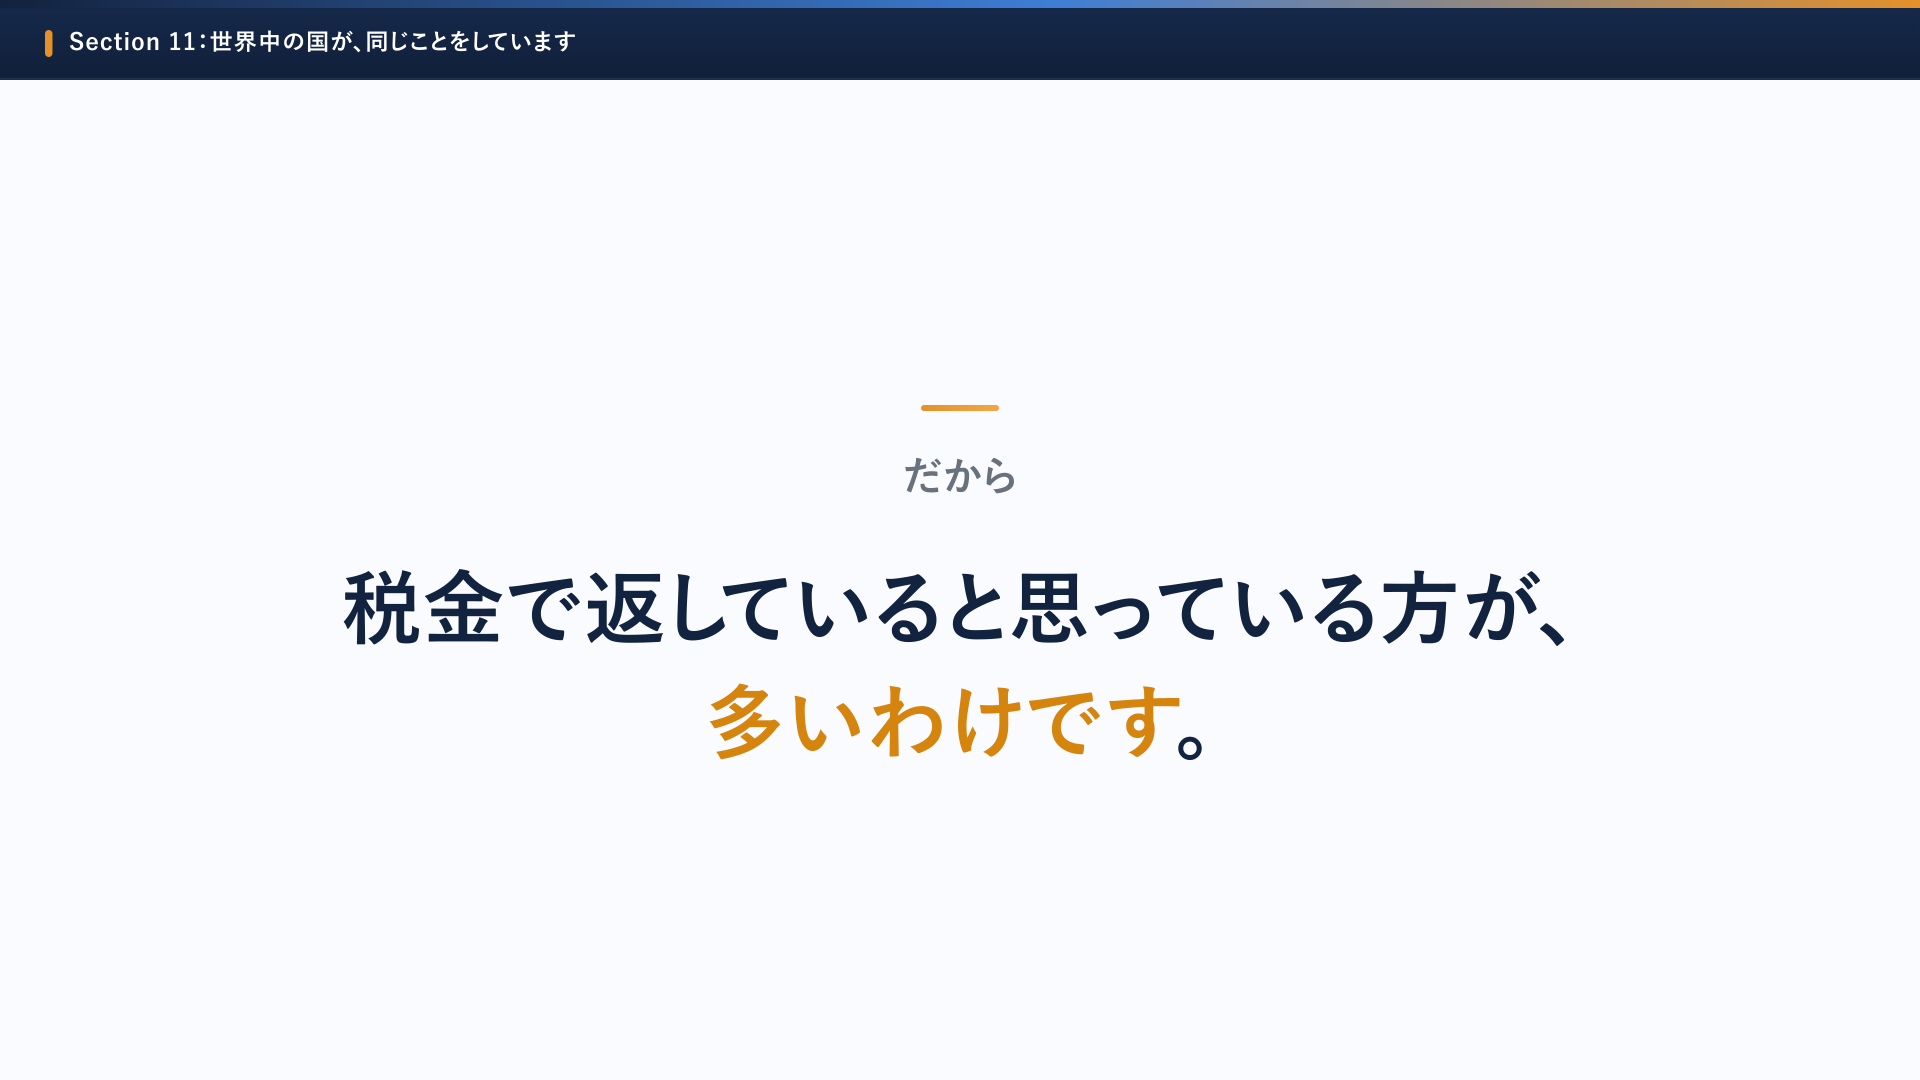 Section 11：世界中の国が、同じことをしています
だから
税金で返していると思っている方が、
多いわけです。